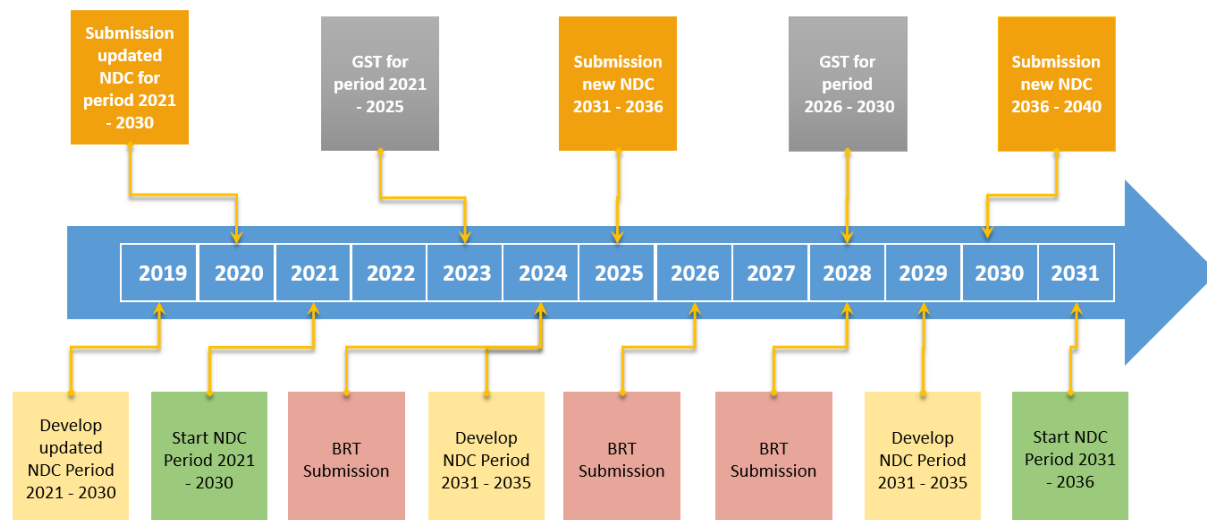 Submission
updated
NDC for
period 2021
- 2030
GST for
period 2021
- 2025
Submission
new NDC
2031 - 2036
GST for
period
2026 - 2030
Submission
new NDC
2036 - 2040
2019 2020 2021 2022 2023 2024 2025 2026 2027 2028 2029 2030 2031
Develop
updated
NDC Period
2021 - 2030
Start NDC
Period 2021
- 2030
BRT
Submission
Develop
NDC Period
2031 - 2035
BRT
Submission
BRT
Submission
Develop
NDC Period
2031 - 2035
Start NDC
Period 2031
- 2036